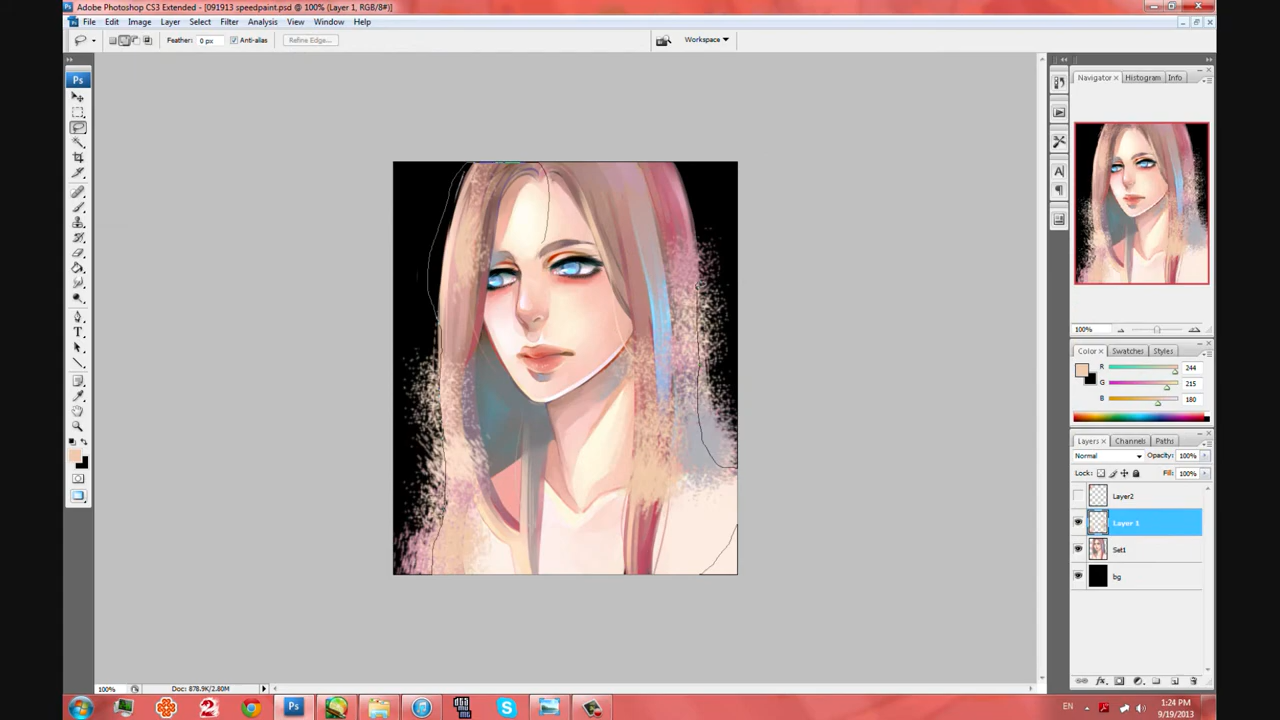 Adobe Photoshop CS3 Extended - [091913 speedpaint.psd @ 100% (Layer 1, RGB/8#)]
File Edit Image Layer Select Filter Analysis View Window Help
Feather: 0 px Anti-alias Refine Edge... Workspace
Ps
Navigator Histogram Info
100%
Color Swatches Styles
R 244
G 215
B 180
Layers Channels Paths
Normal Opacity: 100%
Lock: Fill: 100%
Layer2
Layer 1
Set1
bg
100% Doc: 878.9K/2.80M
EN 1:24 PM
9/19/2013